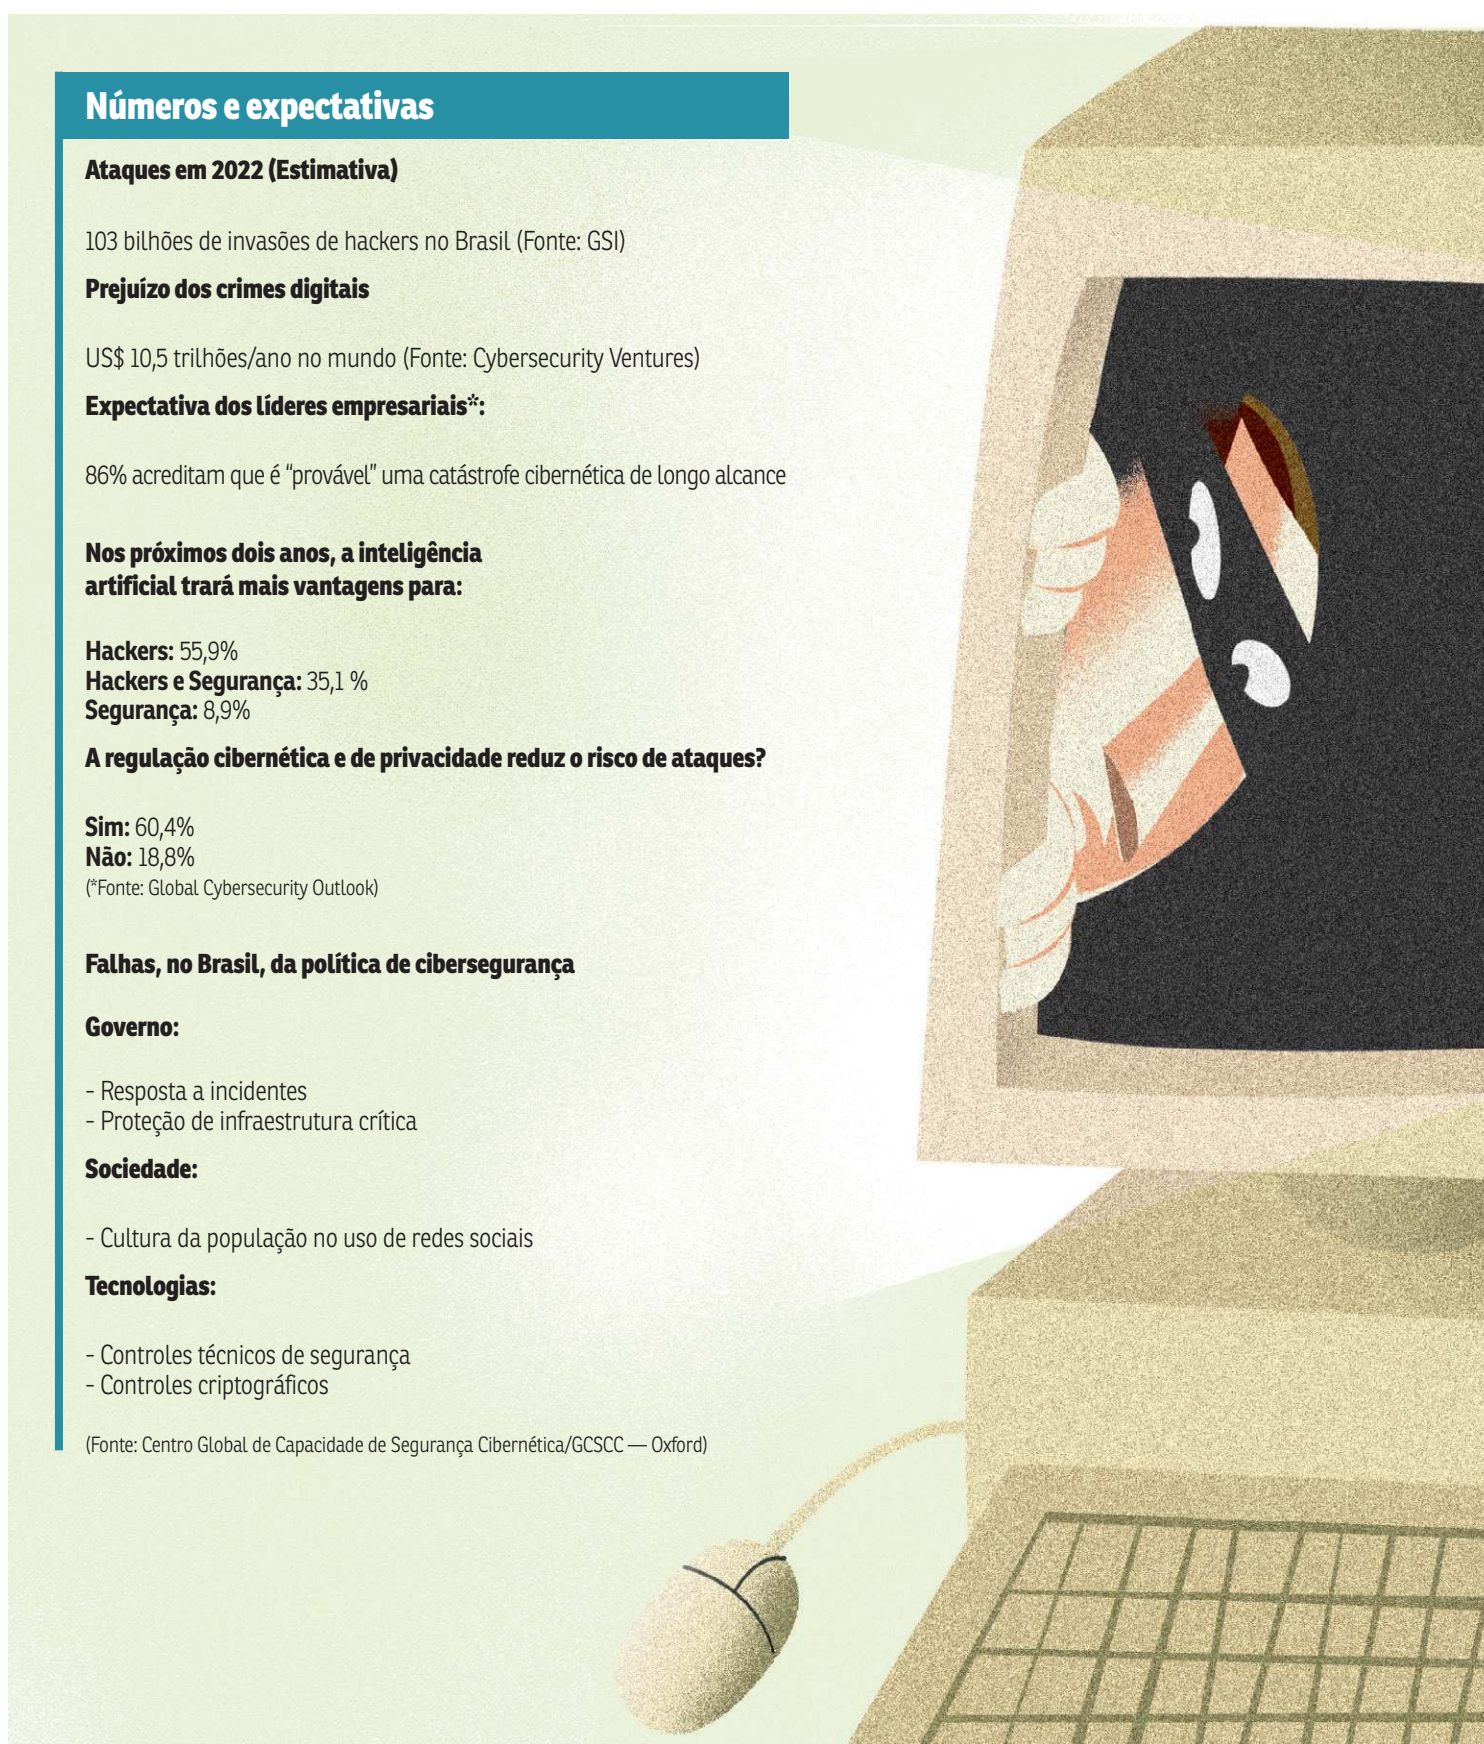 Números e expectativas
Ataques em 2022 (Estimativa)
103 bilhões de invasões de hackers no Brasil (Fonte: GSI)
Prejuízo dos crimes digitais
US$ 10,5 trilhões/ano no mundo (Fonte: Cybersecurity Ventures)
Expectativa dos líderes empresariais*:
86% acreditam que é “provável” uma catástrofe cibernética de longo alcance
Nos próximos dois anos, a inteligência
artificial trará mais vantagens para:
Hackers: 55,9%
Hackers e Segurança: 35,1 %
Segurança: 8,9%
A regulação cibernética e de privacidade reduz o risco de ataques?
Sim: 60,4%
Não: 18,8%
(*Fonte: Global Cybersecurity Outlook)
Falhas, no Brasil, da política de cibersegurança
Governo:
- Resposta a incidentes
- Proteção de infraestrutura crítica
Sociedade:
- Cultura da população no uso de redes sociais
Tecnologias:
- Controles técnicos de segurança
- Controles criptográficos
(Fonte: Centro Global de Capacidade de Segurança Cibernética/GCSCC — Oxford)